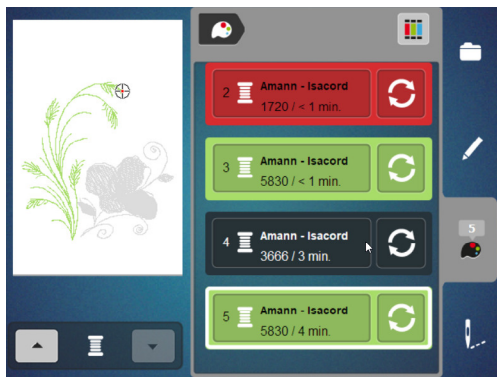 2 Amann - Isacord
1720 / < 1 min.
3 Amann - Isacord
5830 / < 1 min.
5
4 Amann - Isacord
3666 / 3 min.
5 Amann - Isacord
5830 / 4 min.